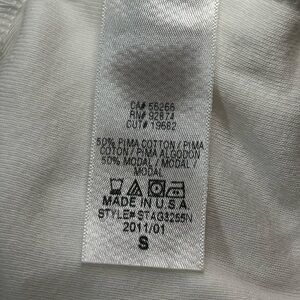 CA# 56266
RN# 92874
CUT# 19682
50% PIMA COTTON / PIMA
COTON / PIMA ALGODON
50% MODAL / MODAL /
MODAL
MADE IN U.S.A.
STYLE# STAG3255N
2011/01
S